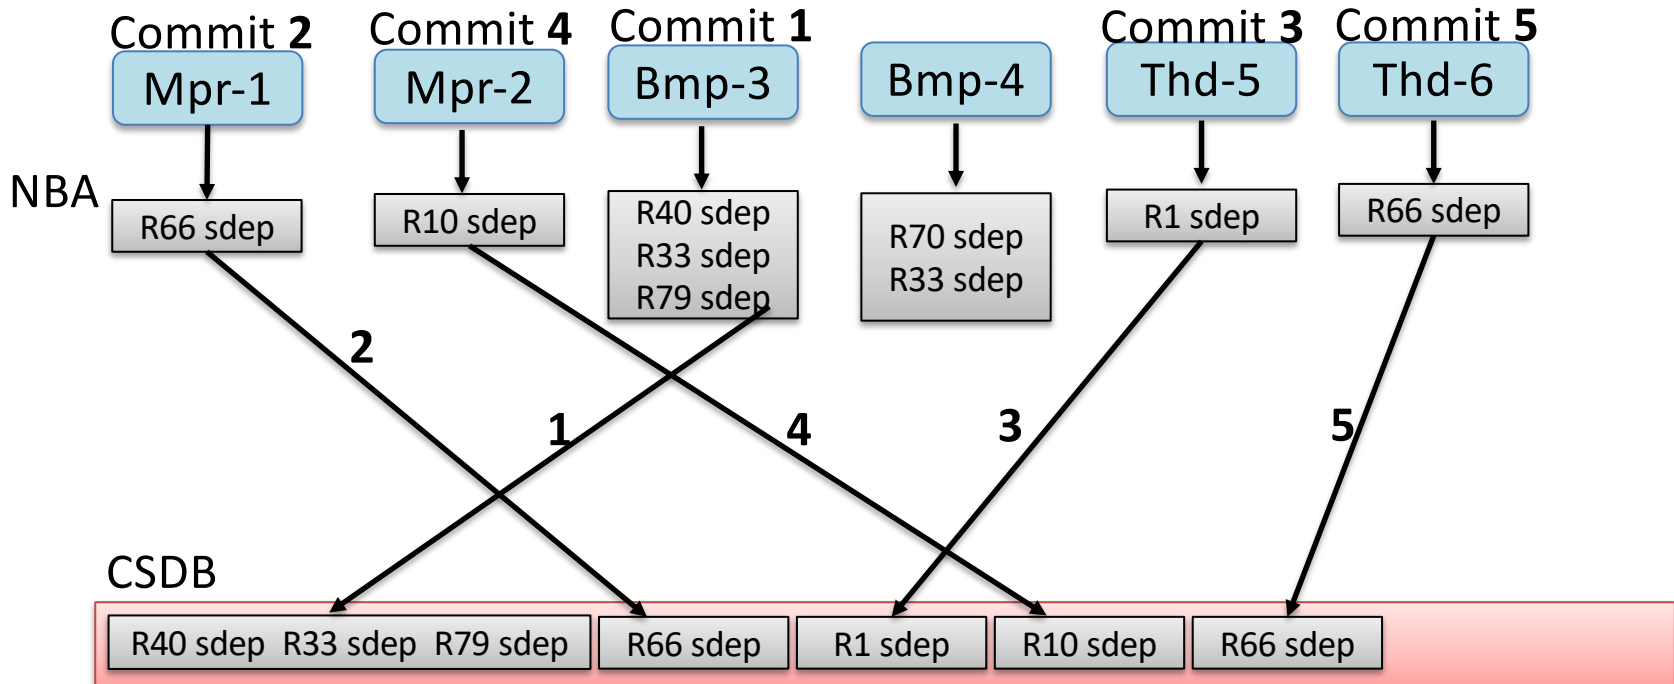 Commit 2
Commit 4
Commit 1
Commit 3
Commit 5
Mpr-1
Mpr-2
Bmp-3
Bmp-4
Thd-5
Thd-6
NBA
R66 sdep
R10 sdep
R40 sdep
R33 sdep
R79 sdep
R70 sdep
R33 sdep
R1 sdep
R66 sdep
2
1
4
3
5
CSDB
R40 sdep R33 sdep R79 sdep
R66 sdep
R1 sdep
R10 sdep
R66 sdep